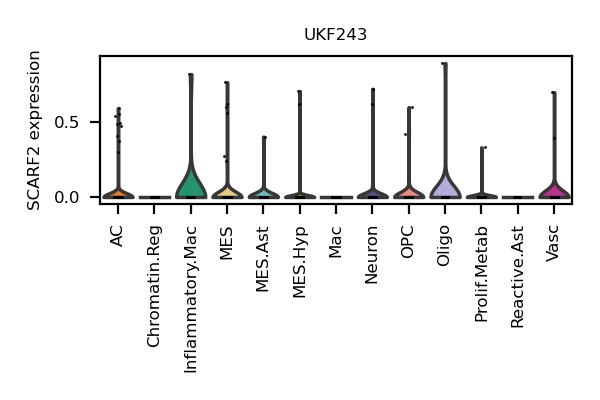 UKF243
SCARF2 expression
0.5
0.0
AC
Chromatin.Reg
Inflammatory.Mac
MES
MES.Ast
MES.Hyp
Mac
Neuron
OPC
Oligo
Prolif.Metab
Reactive.Ast
Vasc